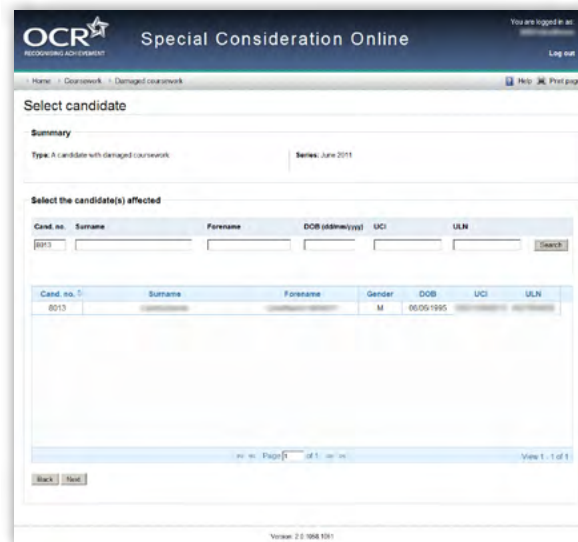 OCR
RECOGNISING ACHIEVEMENT
Special Consideration Online
You are logged in as:
Log out
Home Coursework Damaged coursework
Help Print page
Select candidate
Summary
Type: A candidate with damaged coursework Series: June 2011
Select the candidate(s) affected
Cand. no. Surname Forename DOB (dd/mm/yyyy) UCI ULN
8013 Search
Cand. no. Surname Forename Gender DOB UCI ULN
8013 M 06/06/1995
Page 1 of 1 View 1 - 1 of 1
Back Next